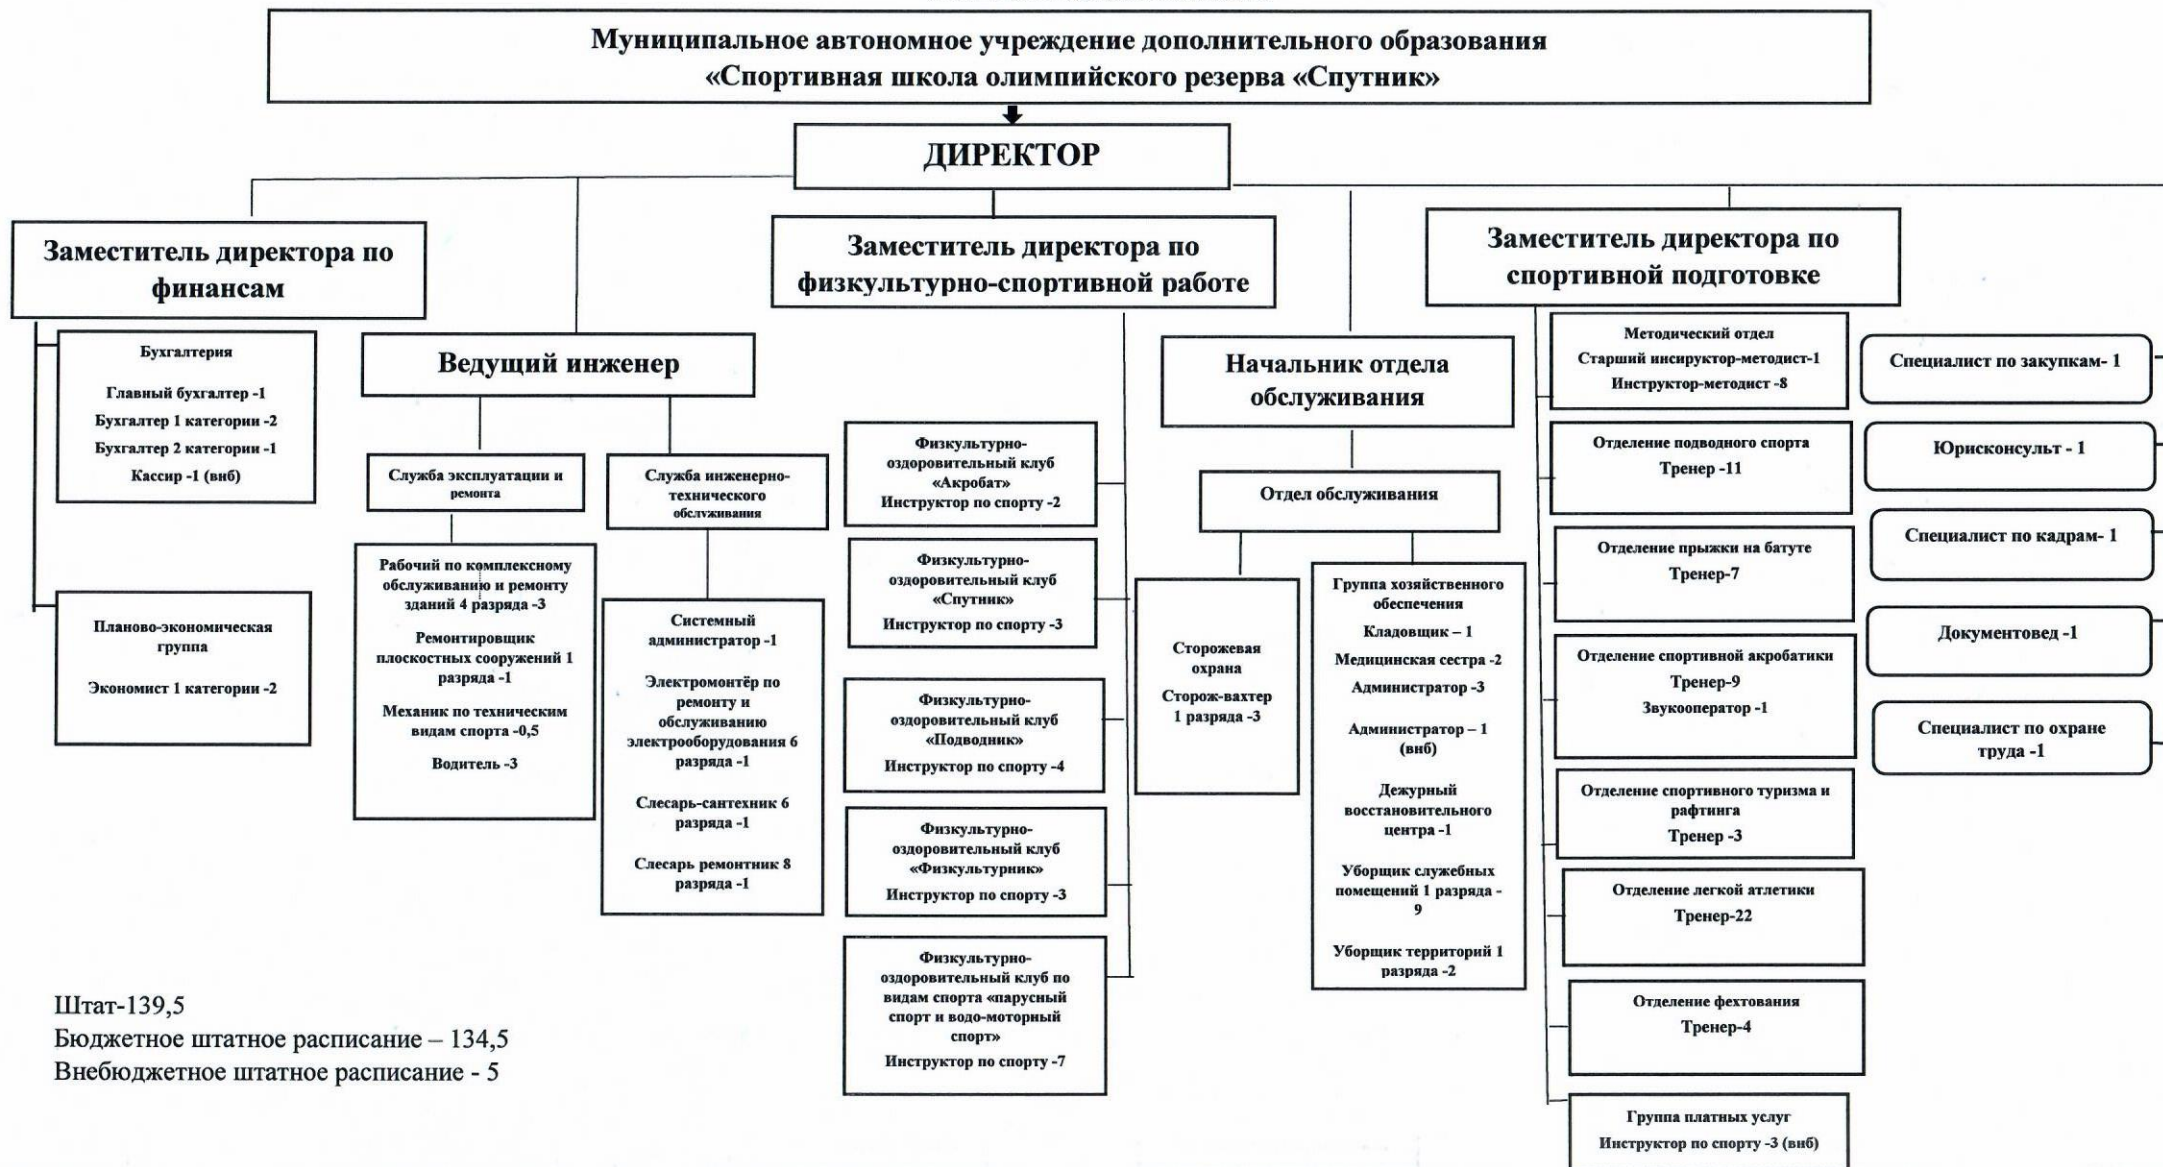 Муниципальное автономное учреждение дополнительного образования
«Спортивная школа олимпийского резерва «Спутник»
ДИРЕКТОР
Заместитель директора по
финансам
Бухгалтерия
Главный бухгалтер -1
Бухгалтер 1 категории -2
Бухгалтер 2 категории -1
Кассир -1 (внб)
Планово-экономическая
группа
Экономист 1 категории -2
Ведущий инженер
Служба эксплуатации и
ремонта
Рабочий по комплексному
обслуживанию и ремонту
зданий 4 разряда -3
Ремонтировщик
плоскостных сооружений 1
разряда -1
Механик по техническим
видам спорта -0,5
Водитель -3
Служба инженерно-
технического
обслуживания
Системный
администратор -1
Электромонтёр по
ремонту и
обслуживанию
электрооборудования 6
разряда -1
Слесарь-сантехник 6
разряда -1
Слесарь ремонтник 8
разряда -1
Заместитель директора по
физкультурно-спортивной работе
Физкультурно-
оздоровительный клуб
«Акробат»
Инструктор по спорту -2
Физкультурно-
оздоровительный клуб
«Спутник»
Инструктор по спорту -3
Физкультурно-
оздоровительный клуб
«Подводник»
Инструктор по спорту -4
Физкультурно-
оздоровительный клуб
«Физкультурник»
Инструктор по спорту -3
Физкультурно-
оздоровительный клуб по
видам спорта «парусный
спорт и водо-моторный
спорт»
Инструктор по спорту -7
Начальник отдела
обслуживания
Отдел обслуживания
Сторожевая
охрана
Сторож-вахтер
1 разряда -3
Группа хозяйственного
обеспечения
Кладовщик – 1
Медицинская сестра -2
Администратор -3
Администратор – 1
(внб)
Дежурный
восстановительного
центра -1
Уборщик служебных
помещений 1 разряда -
9
Уборщик территорий 1
разряда -2
Заместитель директора по
спортивной подготовке
Методический отдел
Старший инсируктор-методист-1
Инструктор-методист -8
Отделение подводного спорта
Тренер -11
Отделение прыжки на батуте
Тренер-7
Отделение спортивной акробатики
Тренер-9
Звукооператор -1
Отделение спортивного туризма и
рафтинга
Тренер -3
Отделение легкой атлетики
Тренер-22
Отделение фехтования
Тренер-4
Группа платных услуг
Инструктор по спорту -3 (внб)
Специалист по закупкам- 1
Юрисконсульт - 1
Специалист по кадрам- 1
Документовед -1
Специалист по охране
труда -1
Штат-139,5
Бюджетное штатное расписание – 134,5
Внебюджетное штатное расписание - 5